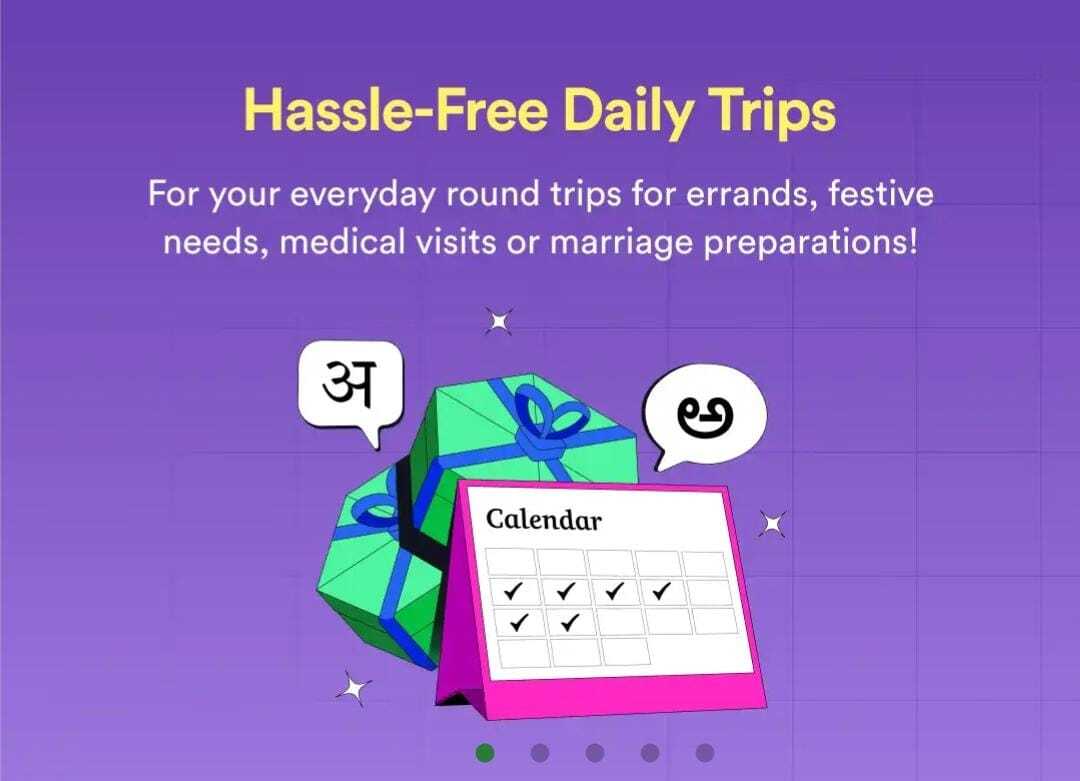 Hassle-Free Daily Trips
For your everyday round trips for errands, festive
needs, medical visits or marriage preparations!
अ
అ
Calendar